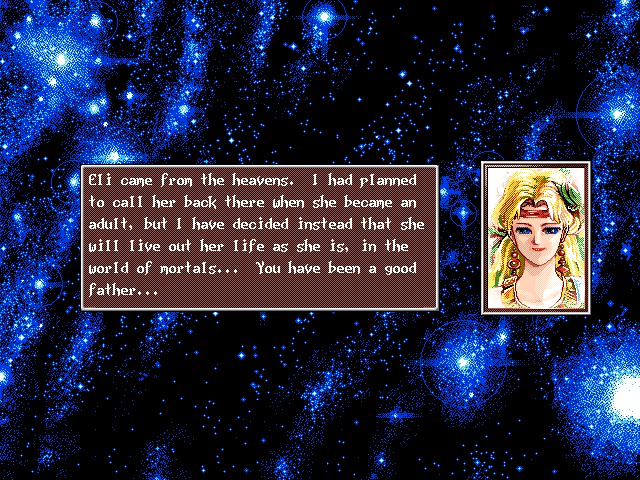 Eli came from the heavens.  I had planned
to call her back there when she became an
adult, but I have decided instead that she
will live out her life as she is, in the
world of mortals...  You have been a good
father...